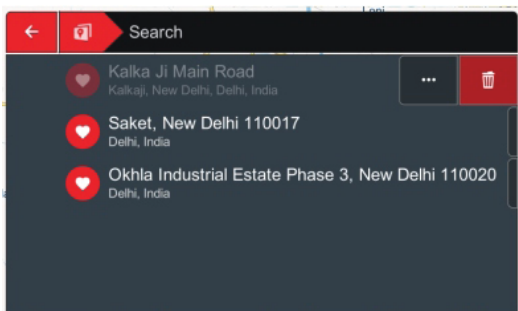 Loni
Search
Kalka Ji Main Road
Kalkaji, New Delhi, Delhi, India
Saket, New Delhi 110017
Delhi, India
Okhla Industrial Estate Phase 3, New Delhi 110020
Delhi, India